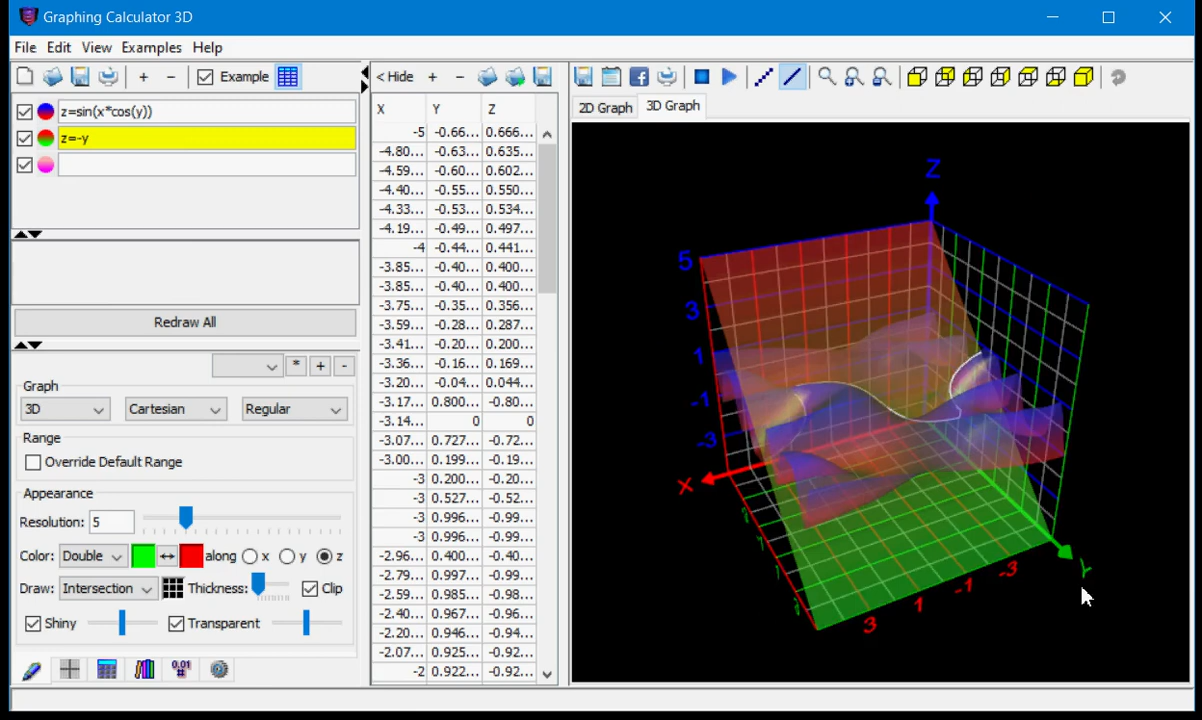 Graphing Calculator 3D
File Edit View Examples Help
+ - Example
< Hide + -
2D Graph 3D Graph
z=sin(x*cos(y))
z=-y
Redraw All
* + -
Graph
3D Cartesian Regular
Range
Override Default Range
Appearance
Resolution: 5
Color: Double along x y z
Draw: Intersection Thickness: Clip
Shiny Transparent
0.01
#
X Y Z
-5 -0.66... 0.666...
-4.80... -0.63... 0.635...
-4.59... -0.60... 0.602...
-4.40... -0.55... 0.550...
-4.33... -0.53... 0.534...
-4.19... -0.49... 0.497...
-4 -0.44... 0.441...
-3.85... -0.40... 0.400...
-3.85... -0.40... 0.400...
-3.75... -0.35... 0.356...
-3.59... -0.28... 0.287...
-3.41... -0.20... 0.200...
-3.36... -0.16... 0.169...
-3.20... -0.04... 0.044...
-3.17... 0.800... -0.80...
-3.14... 0 0
-3.07... 0.727... -0.72...
-3.00... 0.199... -0.19...
-3 0.200... -0.20...
-3 0.527... -0.52...
-3 0.996... -0.99...
-3 0.996... -0.99...
-2.96... 0.400... -0.40...
-2.79... 0.997... -0.99...
-2.59... 0.985... -0.98...
-2.40... 0.967... -0.96...
-2.20... 0.946... -0.94...
-2.07... 0.925... -0.92...
-2 0.922... -0.92...
Z
5
3
1
-1
-3
X
Y
3 1 -1 -3